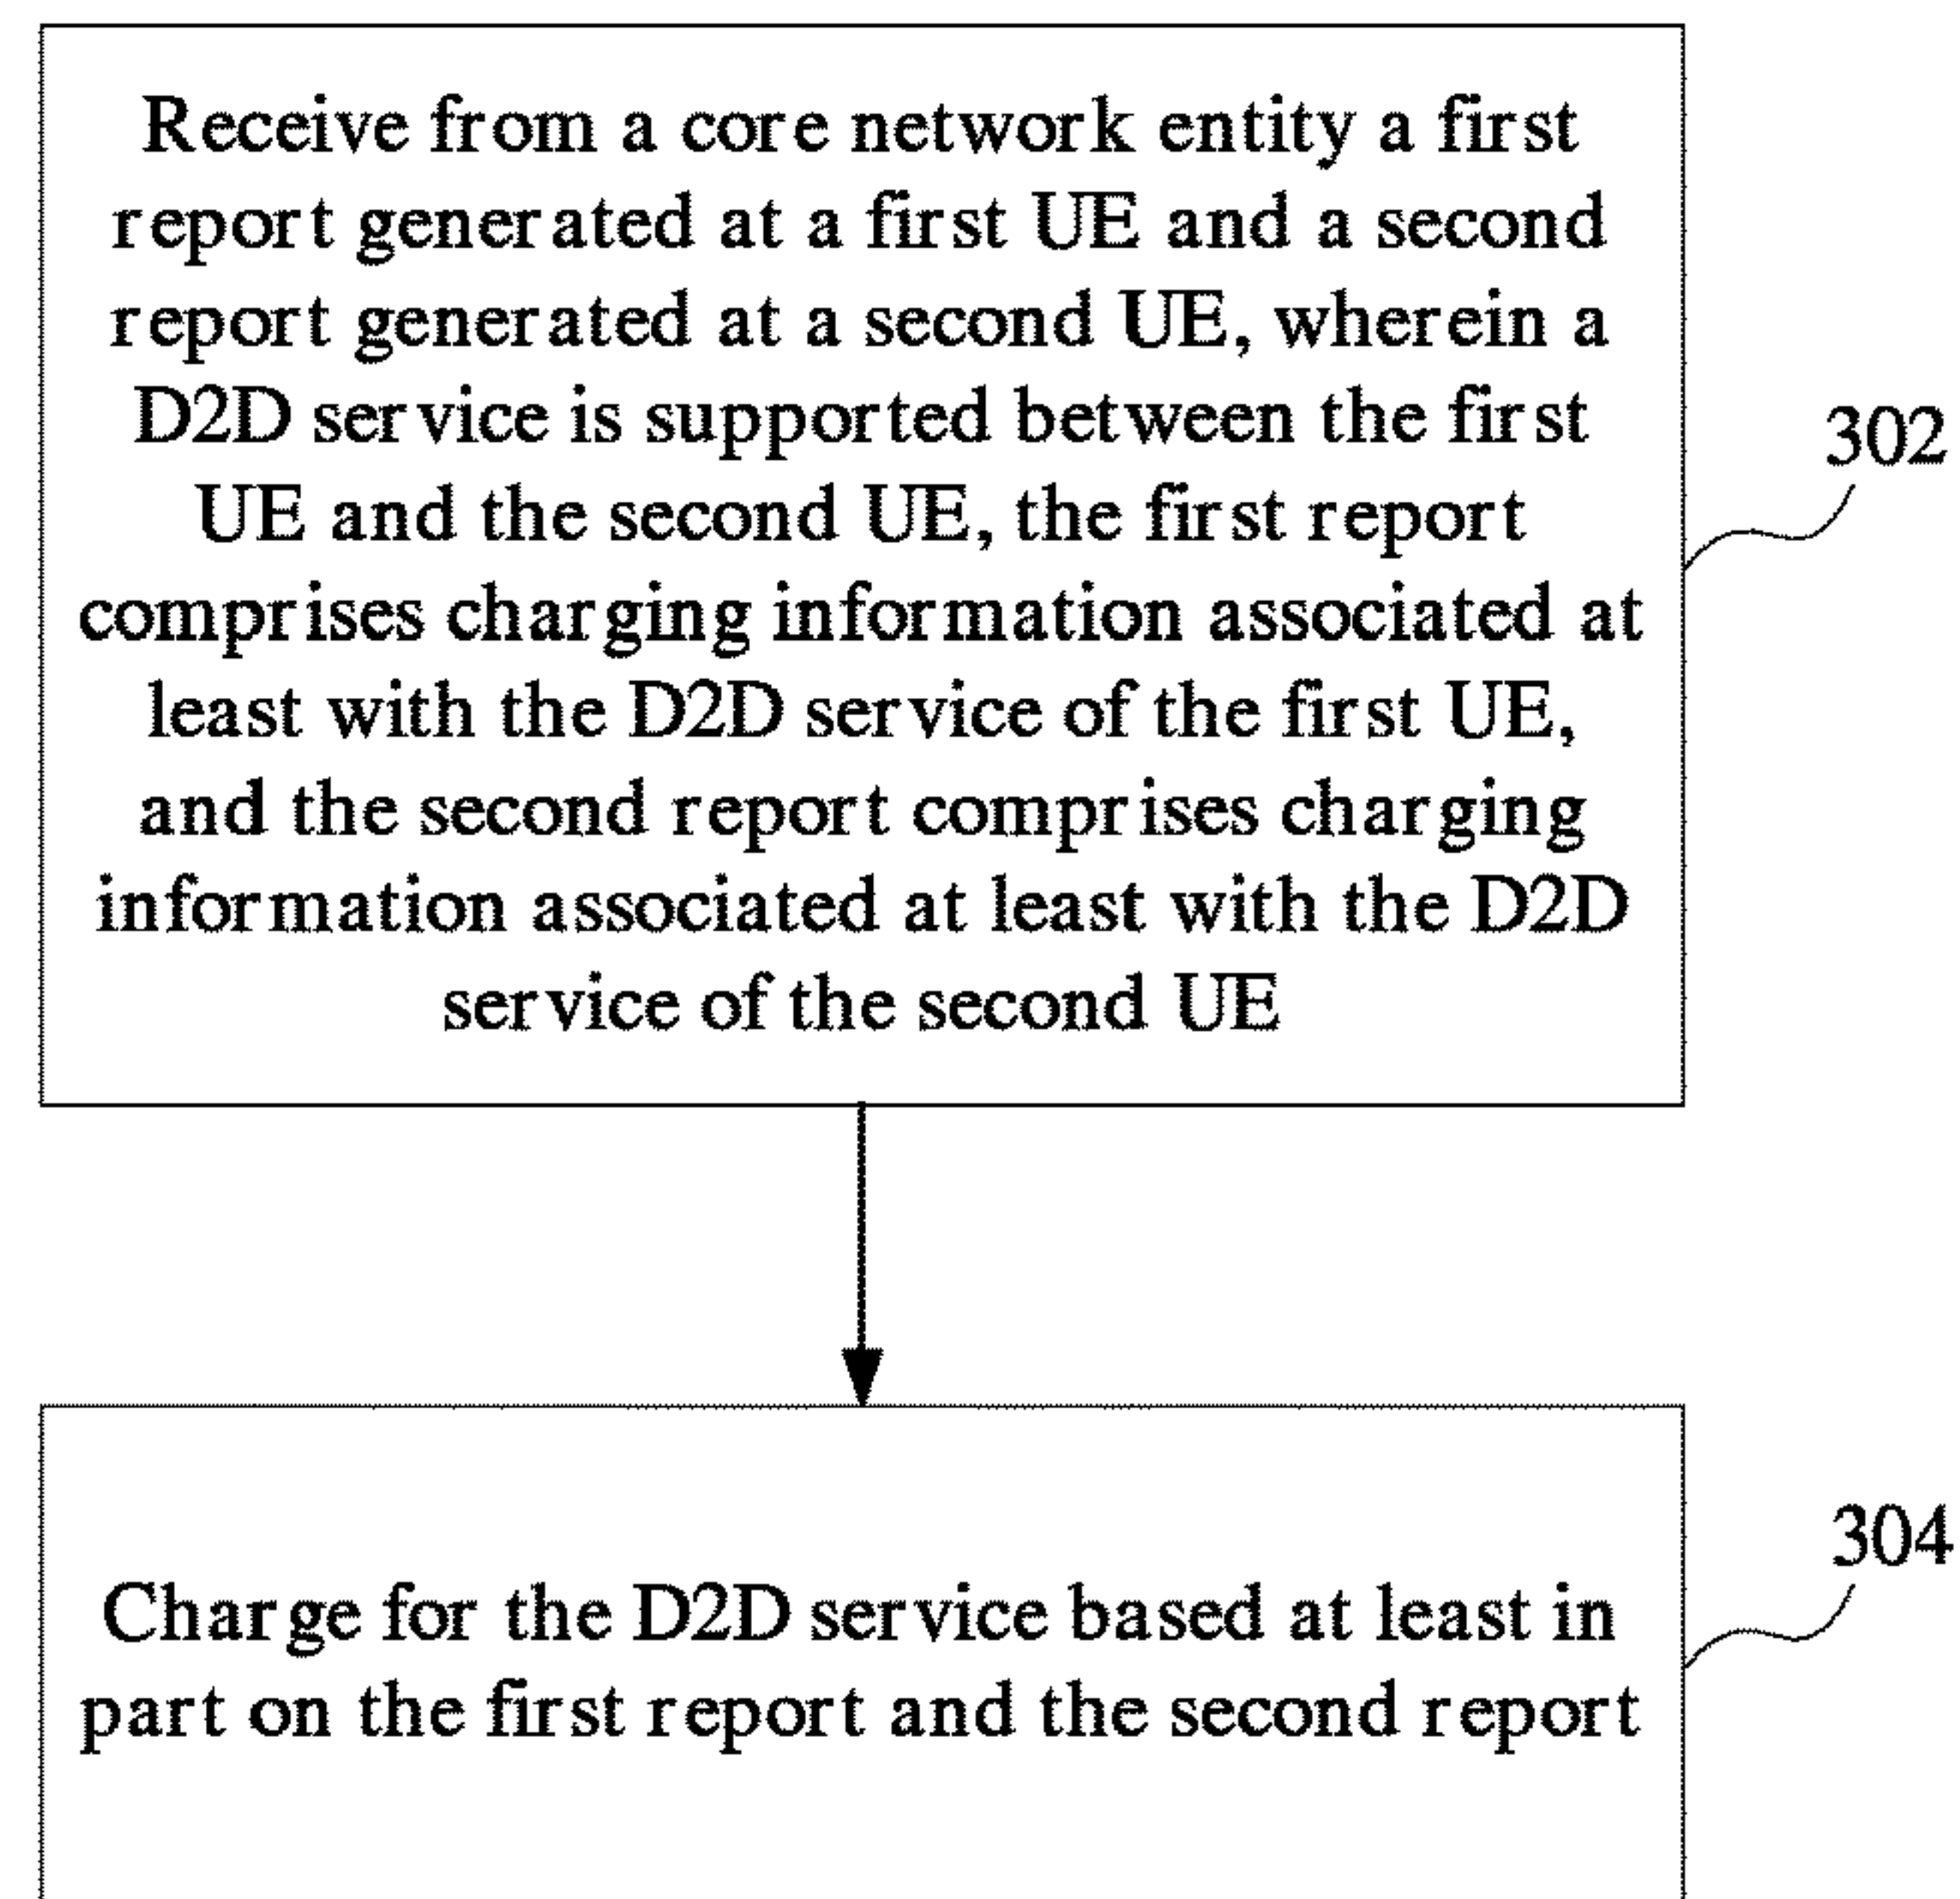 Receive from a core network entity a first
report generated at a first UE and a second
report generated at a second UE, wherein a
D2D service is supported between the first
UE and the second UE, the first report
comprises charging information associated at
least with the D2D service of the first UE,
and the second report comprises charging
information associated at least with the D2D
service of the second UE
302
Charge for the D2D service based at least in
part on the first report and the second report
304